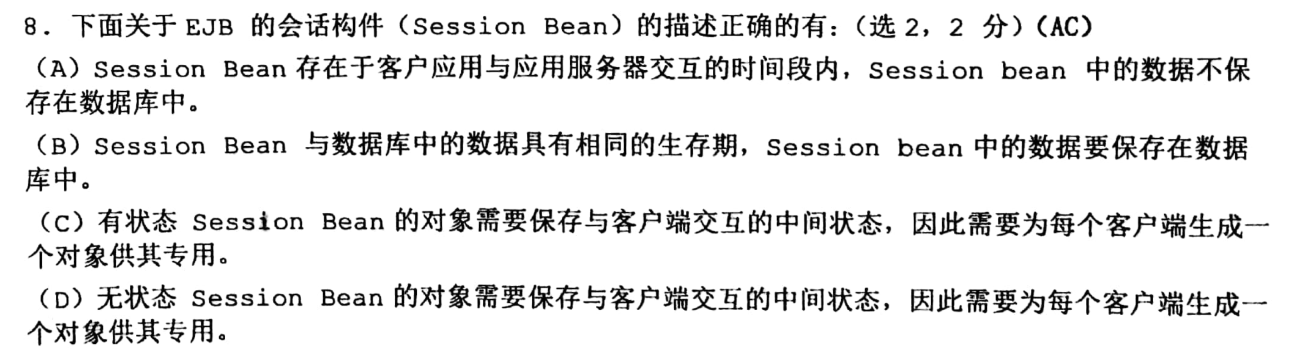 8. 下面关于 EJB 的会话构件（Session Bean）的描述正确的有：（选 2，2 分）(AC)
（A）Session Bean 存在于客户应用与应用服务器交互的时间段内，Session bean 中的数据不保
存在数据库中。
（B）Session Bean 与数据库中的数据具有相同的生存期，Session bean 中的数据要保存在数据
库中。
（C）有状态 Session Bean 的对象需要保存与客户端交互的中间状态，因此需要为每个客户端生成一
个对象供其专用。
（D）无状态 Session Bean 的对象需要保存与客户端交互的中间状态，因此需要为每个客户端生成一
个对象供其专用。